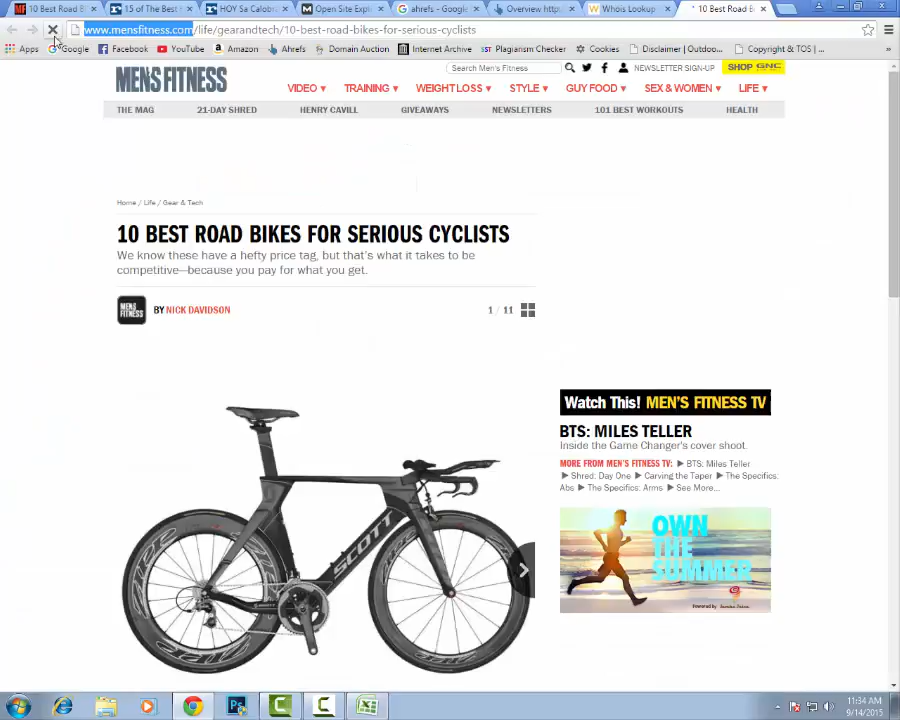 10 Best Road B
15 of The Best
HOY Sa Calobr
Open Site Expl
ahrefs - Google
Overview http:
Whois Lookup
10 Best Road B
www.mensfitness.com/life/gearandtech/10-best-road-bikes-for-serious-cyclists
Apps Google Facebook YouTube Amazon Ahrefs Domain Auction Internet Archive Plagiarism Checker Cookies Disclaimer | Outdoo... Copyright & TOS | ...
MEN'S FITNESS
Search Men's Fitness
NEWSLETTER SIGN-UP
SHOP GNC
VIDEO ▾ TRAINING ▾ WEIGHT LOSS ▾ STYLE ▾ GUY FOOD ▾ SEX & WOMEN ▾ LIFE ▾
THE MAG 21-DAY SHRED HENRY CAVILL GIVEAWAYS NEWSLETTERS 101 BEST WORKOUTS HEALTH
Home / Life / Gear & Tech
10 BEST ROAD BIKES FOR SERIOUS CYCLISTS
We know these have a hefty price tag, but that's what it takes to be
competitive—because you pay for what you get.
MEN'S FITNESS
BY NICK DAVIDSON
1 / 11
SCOTT
ZIPP
ZIPP
Watch This! MEN'S FITNESS TV
BTS: MILES TELLER
Inside the Game Changer's cover shoot.
MORE FROM MEN'S FITNESS TV: ▶ BTS: Miles Teller
▶ Shred: Day One ▶ Carving the Taper ▶ The Specifics:
Abs ▶ The Specifics: Arms ▶ See More...
OWN
THE
SUMMER
Powered by
11:34 AM
9/14/2015